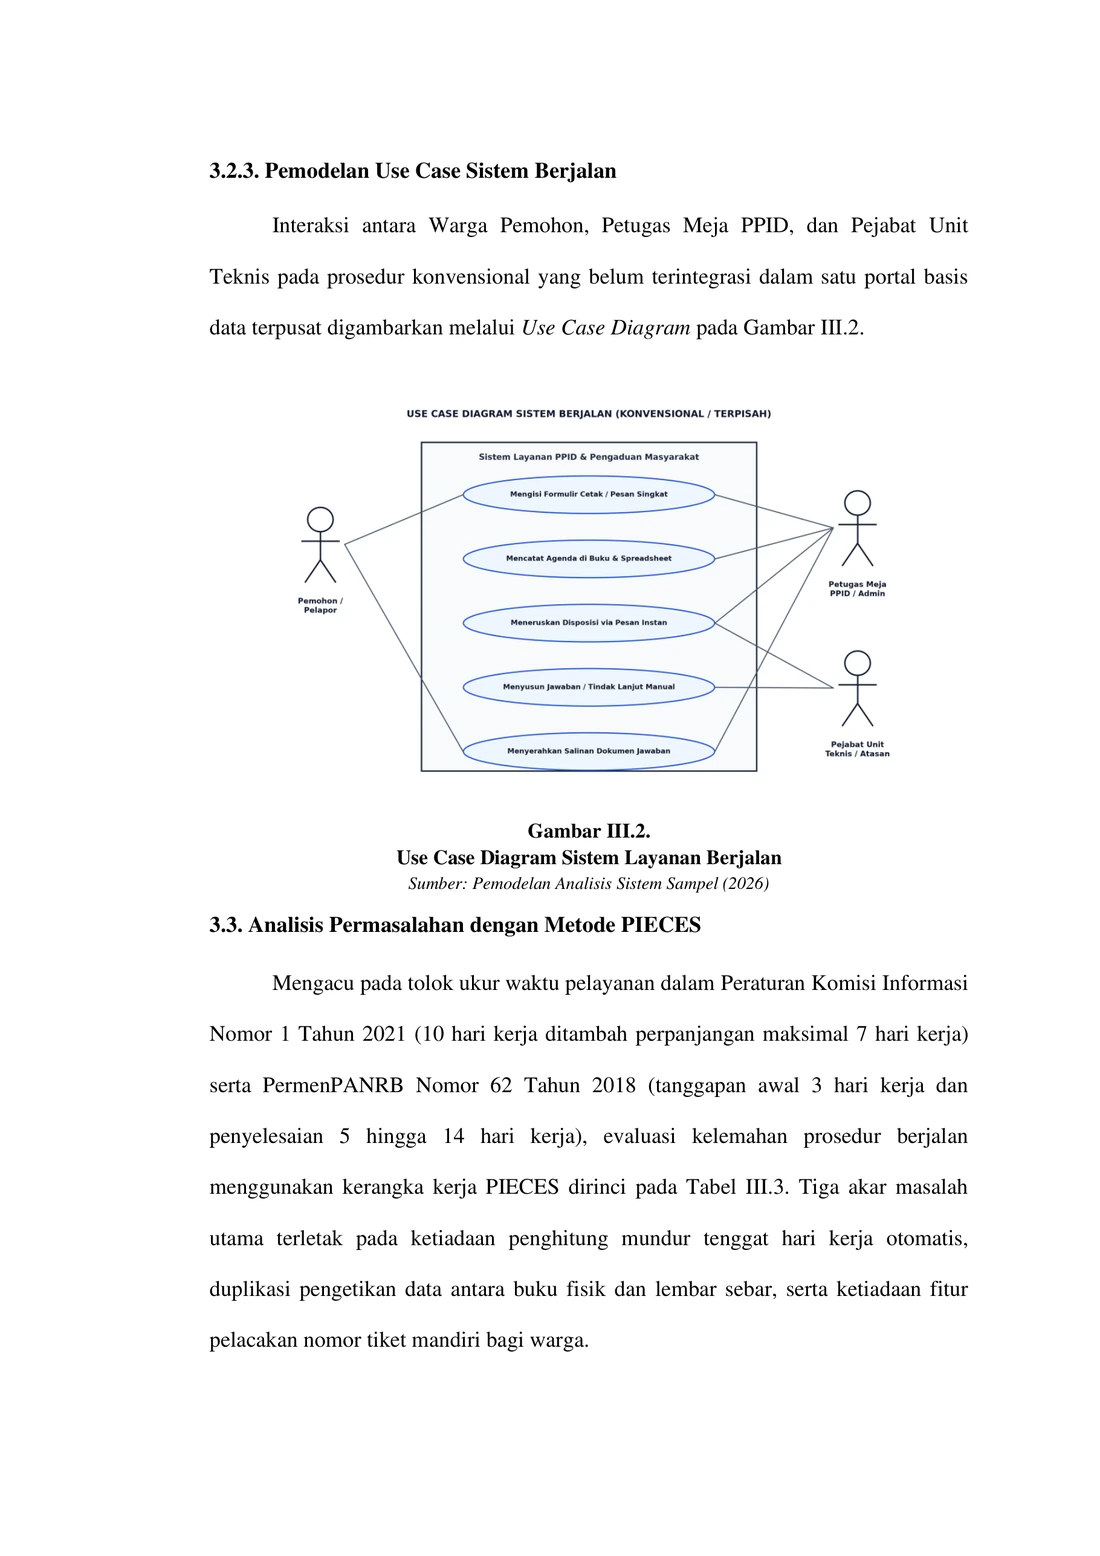 3.2.3. Pemodelan Use Case Sistem Berjalan
Interaksi antara Warga Pemohon, Petugas Meja PPID, dan Pejabat Unit
Teknis pada prosedur konvensional yang belum terintegrasi dalam satu portal basis
data terpusat digambarkan melalui Use Case Diagram pada Gambar III.2.
USE CASE DIAGRAM SISTEM BERJALAN (KONVENSIONAL / TERPISAH)
Sistem Layanan PPID & Pengaduan Masyarakat
Mengisi Formulir Cetak / Pesan Singkat
Mencatat Agenda di Buku & Spreadsheet
Meneruskan Disposisi via Pesan Instan
Menyusun Jawaban / Tindak Lanjut Manual
Menyerahkan Salinan Dokumen Jawaban
Pemohon /
Pelapor
Petugas Meja
PPID / Admin
Pejabat Unit
Teknis / Atasan
Gambar III.2.
Use Case Diagram Sistem Layanan Berjalan
Sumber: Pemodelan Analisis Sistem Sampel (2026)
3.3. Analisis Permasalahan dengan Metode PIECES
Mengacu pada tolok ukur waktu pelayanan dalam Peraturan Komisi Informasi
Nomor 1 Tahun 2021 (10 hari kerja ditambah perpanjangan maksimal 7 hari kerja)
serta PermenPANRB Nomor 62 Tahun 2018 (tanggapan awal 3 hari kerja dan
penyelesaian 5 hingga 14 hari kerja), evaluasi kelemahan prosedur berjalan
menggunakan kerangka kerja PIECES dirinci pada Tabel III.3. Tiga akar masalah
utama terletak pada ketiadaan penghitung mundur tenggat hari kerja otomatis,
duplikasi pengetikan data antara buku fisik dan lembar sebar, serta ketiadaan fitur
pelacakan nomor tiket mandiri bagi warga.